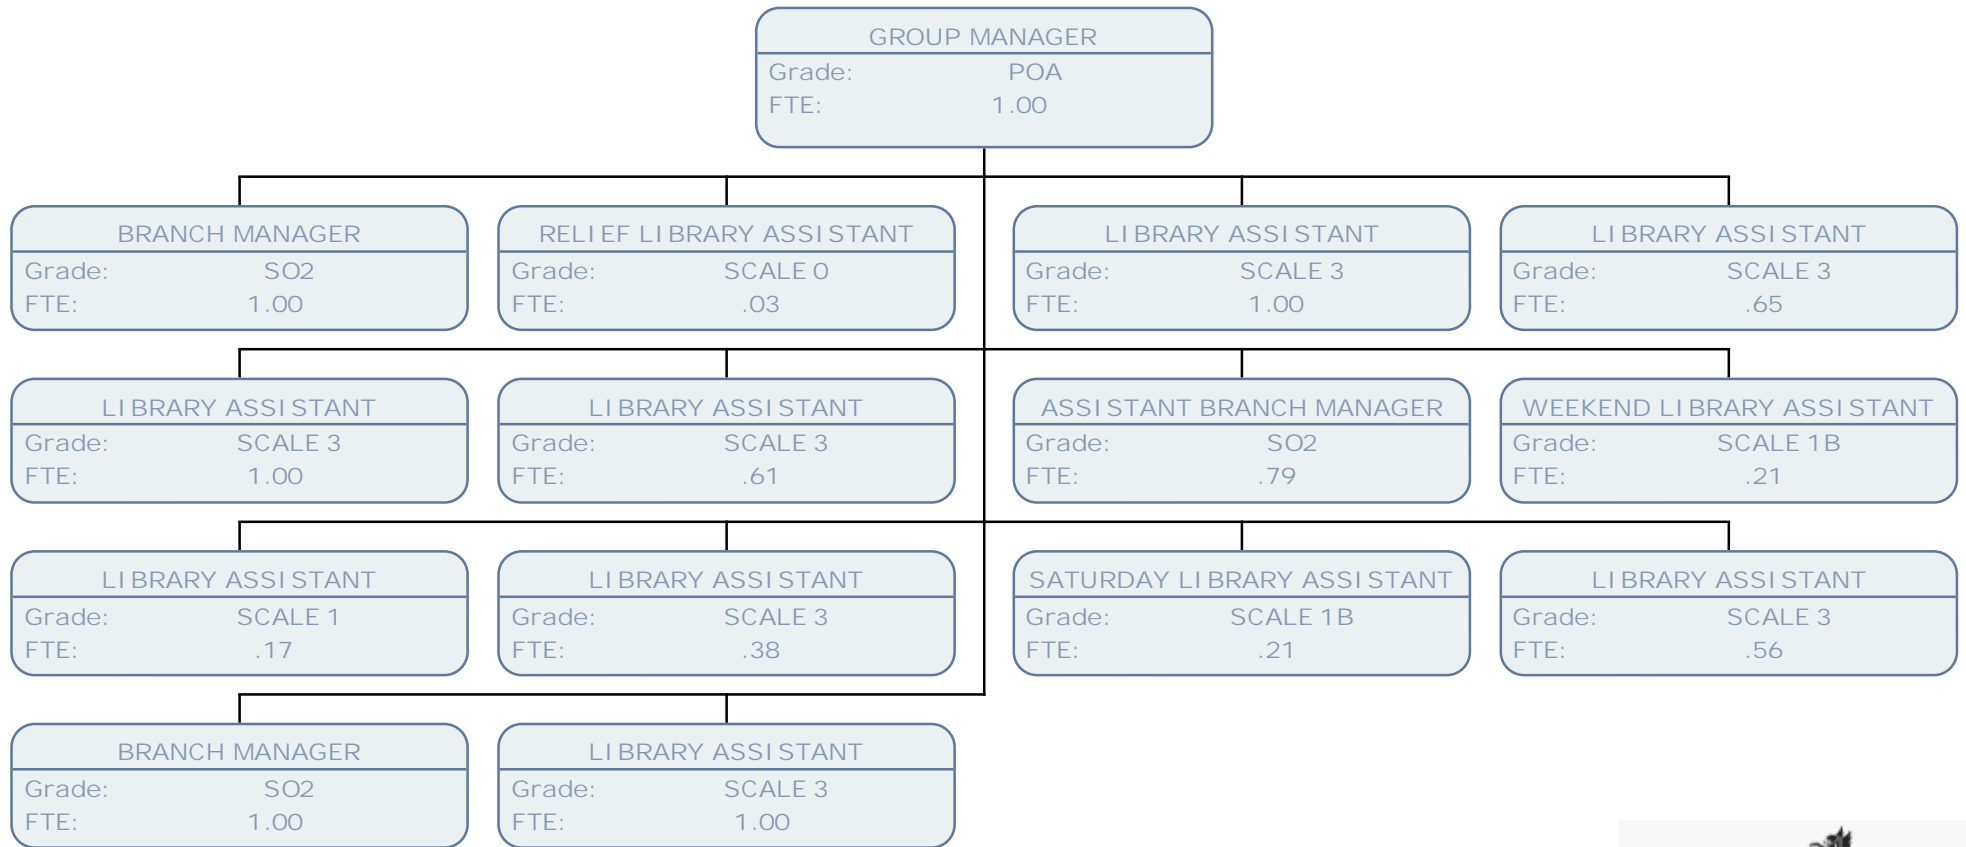 GROUP MANAGER
Grade: POA
FTE: 1.00
BRANCH MANAGER
Grade: SO2
FTE: 1.00
RELIEF LIBRARY ASSISTANT
Grade: SCALE 0
FTE: .03
LIBRARY ASSISTANT
Grade: SCALE 3
FTE: 1.00
LIBRARY ASSISTANT
Grade: SCALE 3
FTE: .65
LIBRARY ASSISTANT
Grade: SCALE 3
FTE: 1.00
LIBRARY ASSISTANT
Grade: SCALE 3
FTE: .61
ASSISTANT BRANCH MANAGER
Grade: SO2
FTE: .79
WEEKEND LIBRARY ASSISTANT
Grade: SCALE 1B
FTE: .21
LIBRARY ASSISTANT
Grade: SCALE 1
FTE: .17
LIBRARY ASSISTANT
Grade: SCALE 3
FTE: .38
SATURDAY LIBRARY ASSISTANT
Grade: SCALE 1B
FTE: .21
LIBRARY ASSISTANT
Grade: SCALE 3
FTE: .56
BRANCH MANAGER
Grade: SO2
FTE: 1.00
LIBRARY ASSISTANT
Grade: SCALE 3
FTE: 1.00